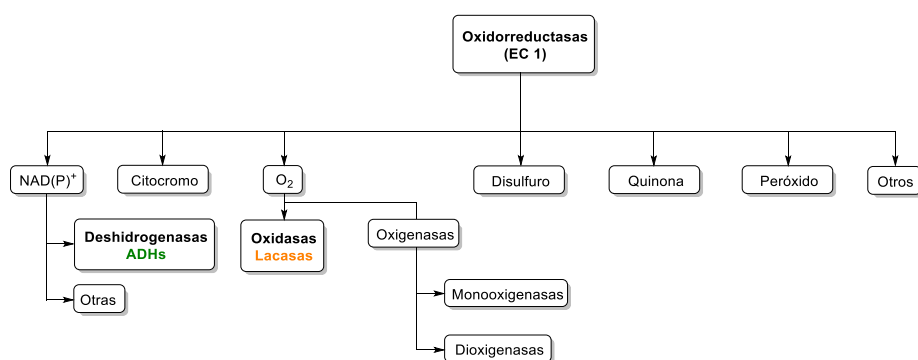 Oxidorreductasas
(EC 1)
NAD(P)⁺
Citocromo
O₂
Disulfuro
Quinona
Peróxido
Otros
Deshidrogenasas
ADHs
Oxidasas
Lacasas
Oxigenasas
Otras
Monooxigenasas
Dioxigenasas